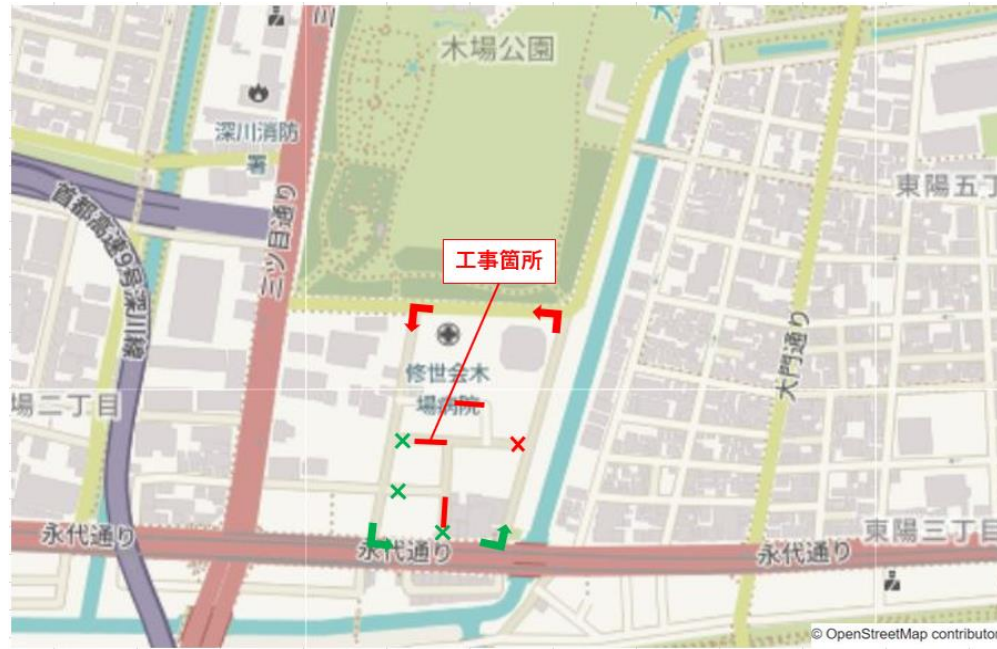 木場公園
深川消防
署
東陽五丁
首都高速9号深川線
三ツ目通り
工事箇所
大門通り
修世会木
場病院
場二丁目
永代通り
永代通り
永代通り
東陽三丁目
© OpenStreetMap contributor